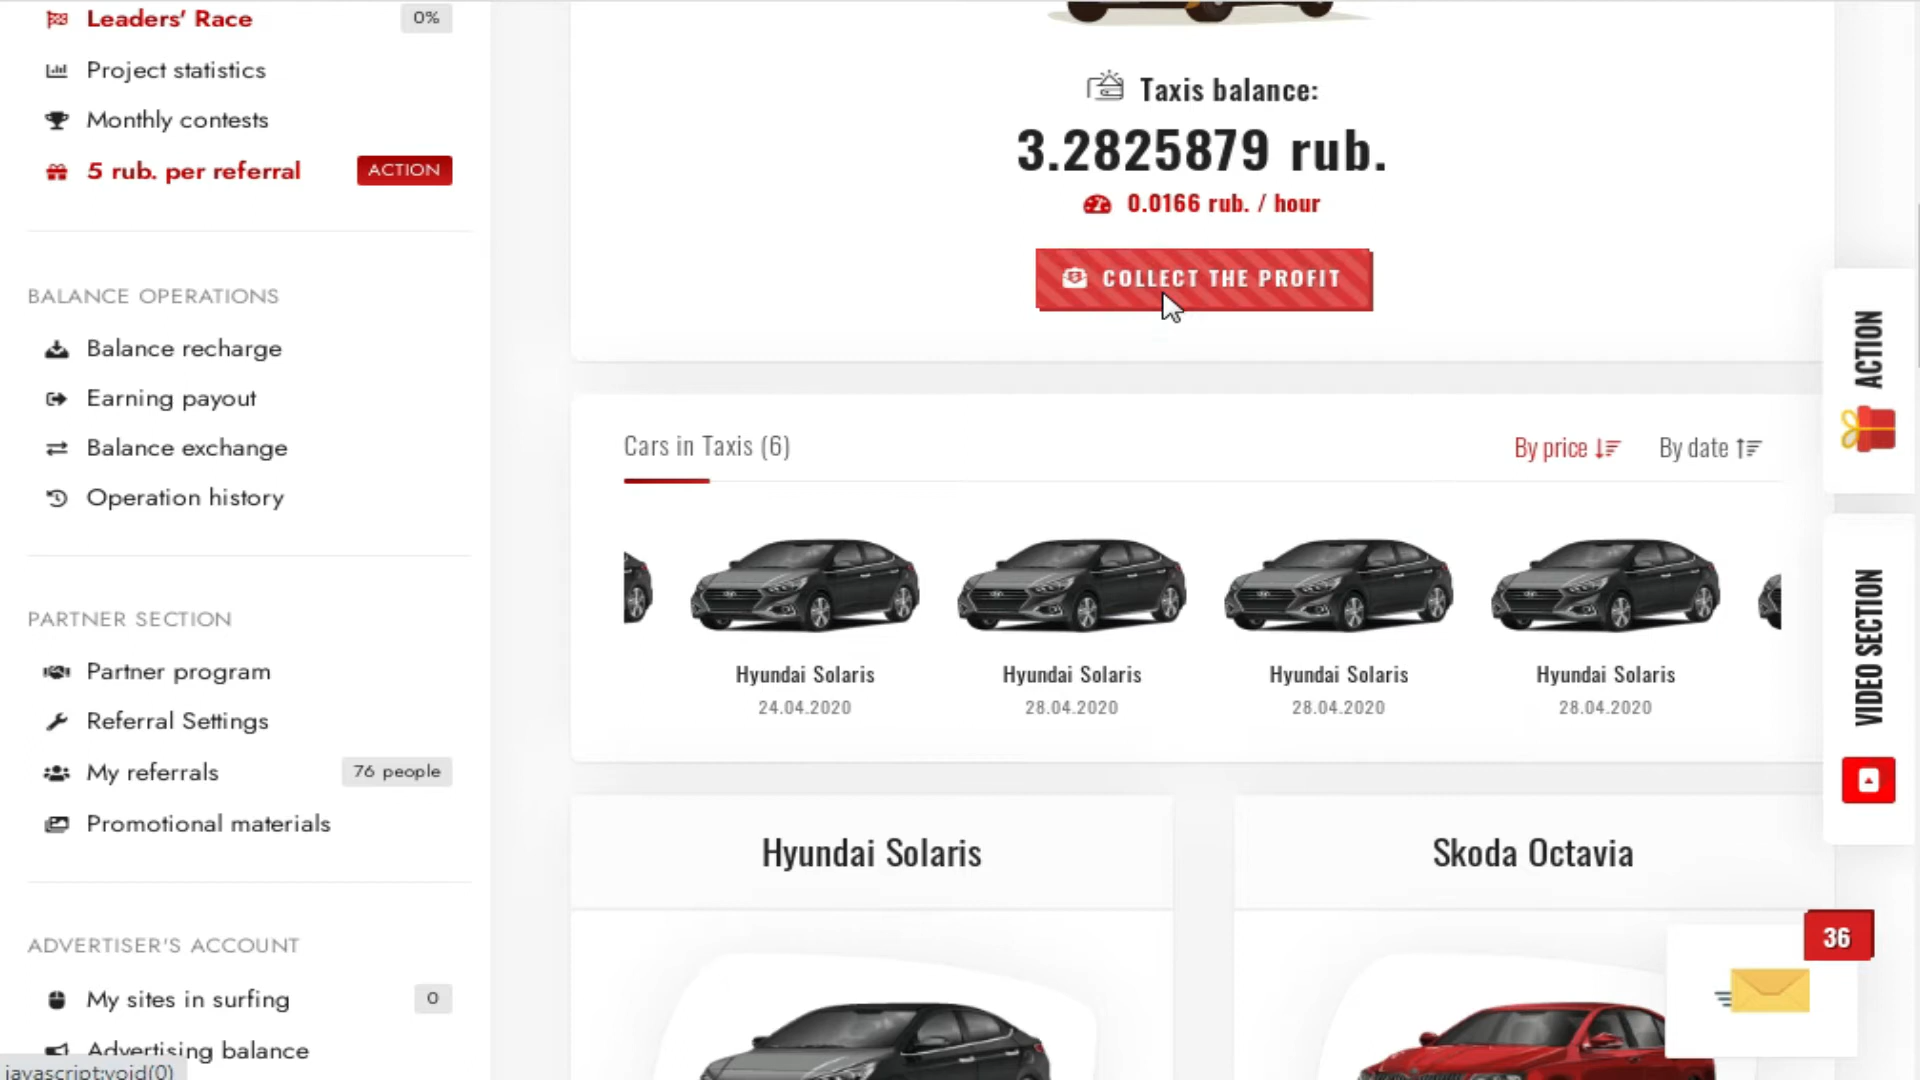 Leaders' Race
0%
Project statistics
Monthly contests
5 rub. per referral
ACTION
BALANCE OPERATIONS
Balance recharge
Earning payout
Balance exchange
Operation history
PARTNER SECTION
Partner program
Referral Settings
My referrals
76 people
Promotional materials
ADVERTISER'S ACCOUNT
My sites in surfing
0
Advertising balance
javascript:void(0)
Taxis balance:
3.2825879 rub.
0.0166 rub. / hour
COLLECT THE PROFIT
Cars in Taxis (6)
By price
By date
Hyundai Solaris
24.04.2020
Hyundai Solaris
28.04.2020
Hyundai Solaris
28.04.2020
Hyundai Solaris
28.04.2020
Hyundai Solaris
Skoda Octavia
ACTION
VIDEO SECTION
36